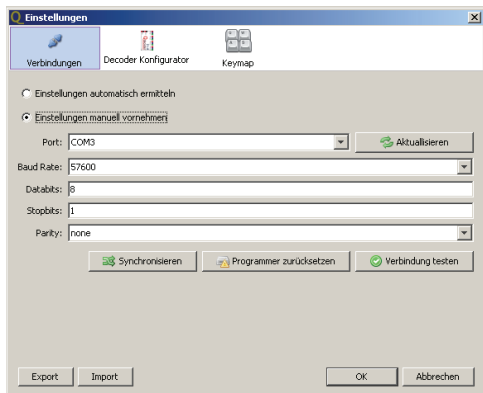 Einstellungen
Verbindungen
Decoder Konfigurator
Keymap
Einstellungen automatisch ermitteln
Einstellungen manuell vornehmen
Port: COM3 Aktualisieren
Baud Rate: 57600
Databits: 8
Stopbits: 1
Parity: none
Synchronisieren Programmer zurücksetzen Verbindung testen
Export Import OK Abbrechen